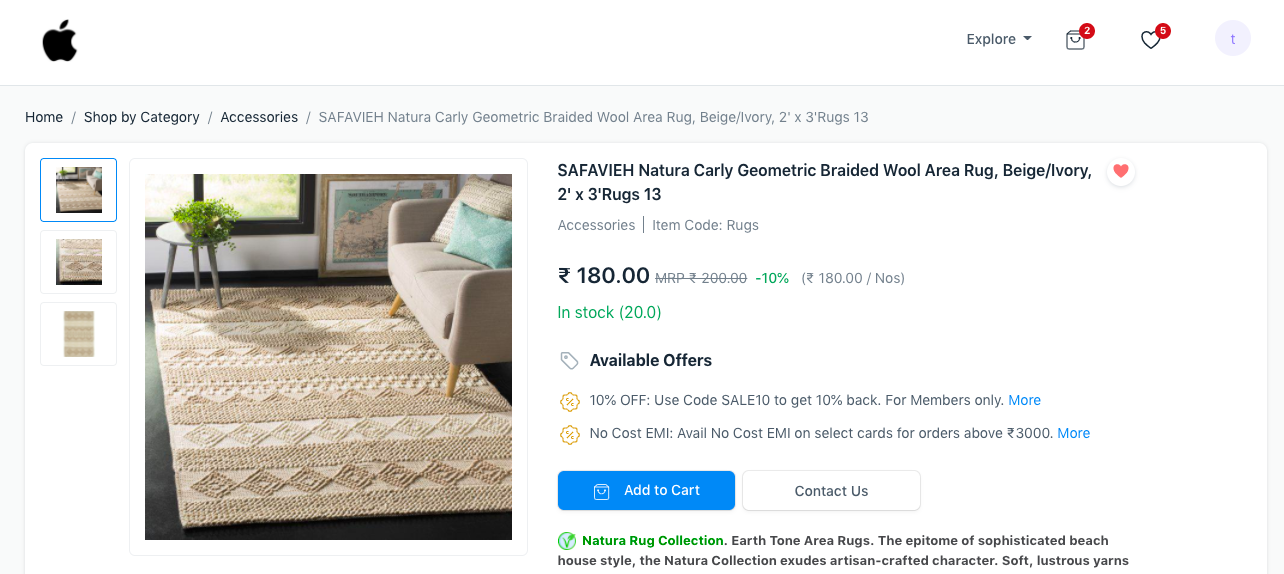 Explore
2
5
t
Home / Shop by Category / Accessories / SAFAVIEH Natura Carly Geometric Braided Wool Area Rug, Beige/Ivory, 2' x 3'Rugs 13
SAFAVIEH Natura Carly Geometric Braided Wool Area Rug, Beige/Ivory,
2' x 3'Rugs 13
Accessories | Item Code: Rugs
₹ 180.00 MRP ₹ 200.00 -10% (₹ 180.00 / Nos)
In stock (20.0)
Available Offers
10% OFF: Use Code SALE10 to get 10% back. For Members only. More
No Cost EMI: Avail No Cost EMI on select cards for orders above ₹3000. More
Add to Cart
Contact Us
Natura Rug Collection. Earth Tone Area Rugs. The epitome of sophisticated beach
house style, the Natura Collection exudes artisan-crafted character. Soft, lustrous yarns